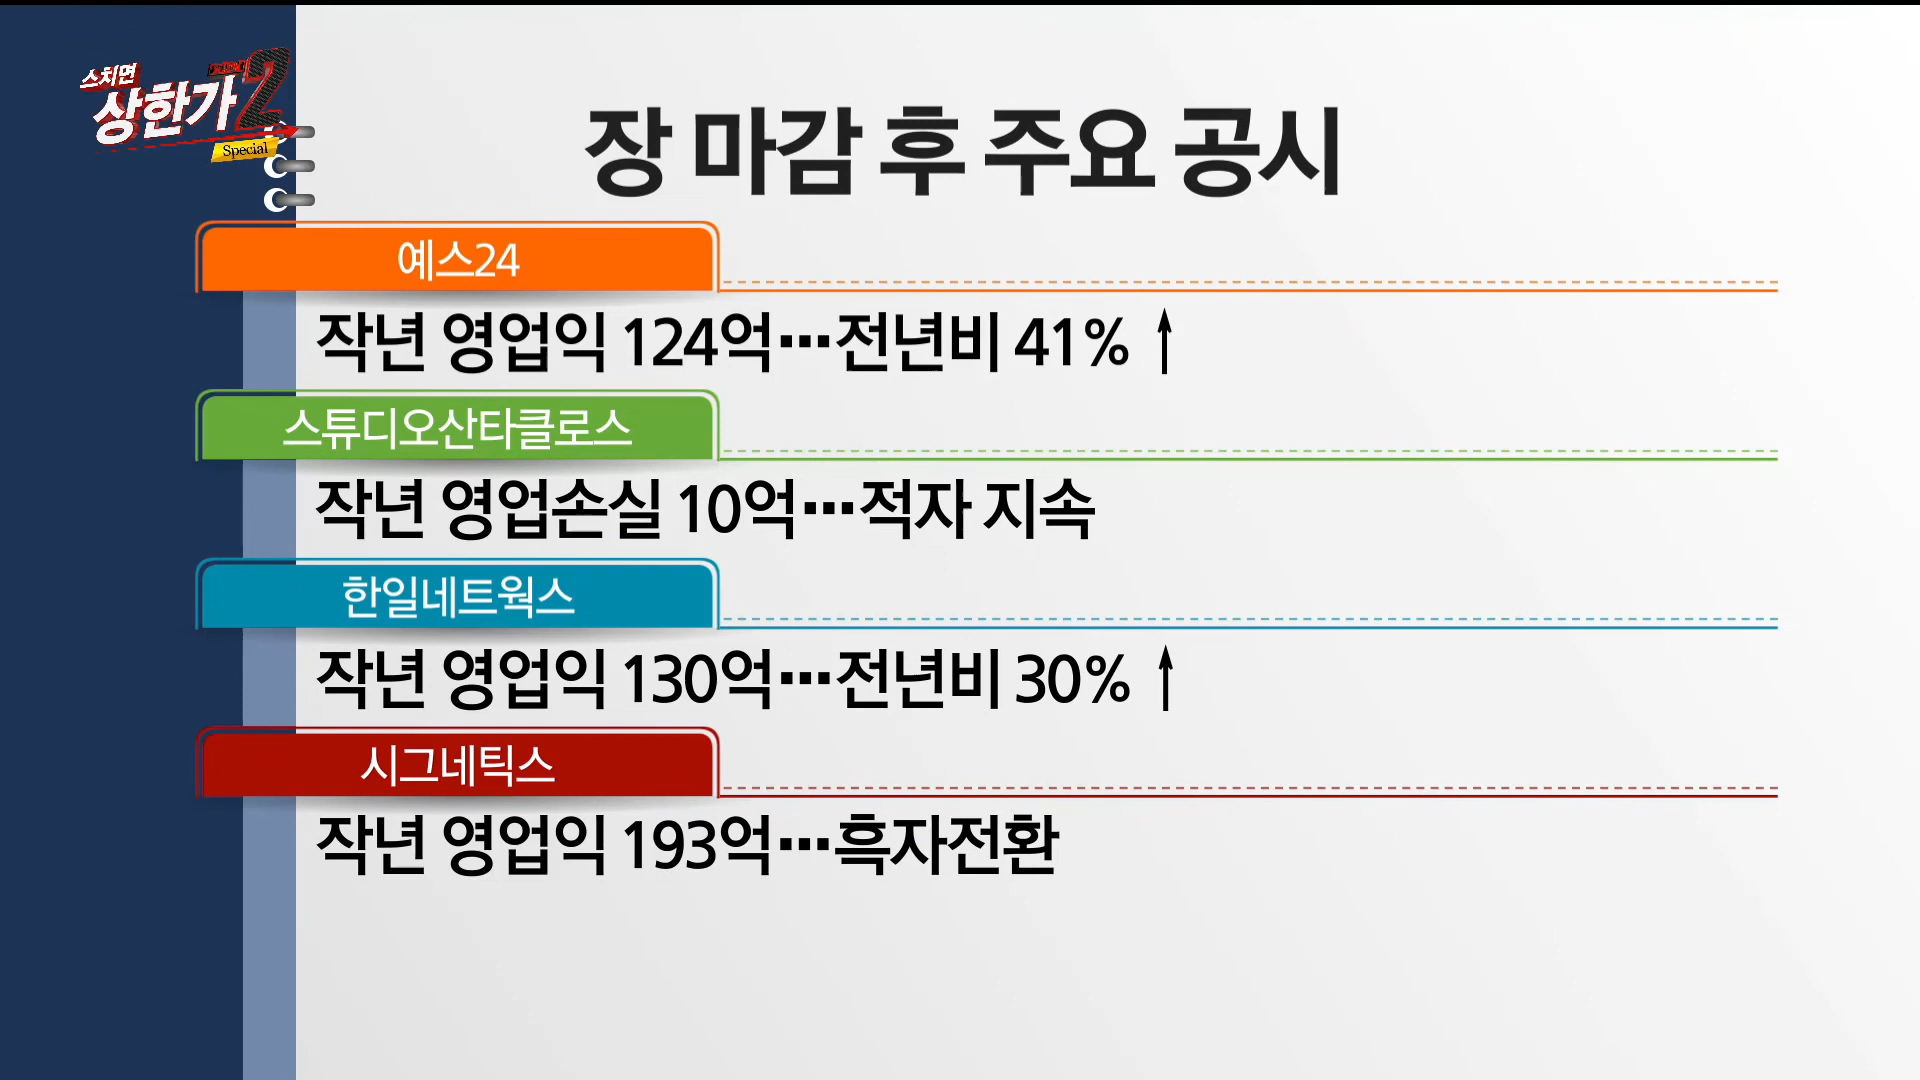 스치면
상한가2
Special
장 마감 후 주요 공시
예스24
작년 영업익 124억…전년비 41% ↑
스튜디오산타클로스
작년 영업손실 10억…적자 지속
한일네트웍스
작년 영업익 130억…전년비 30% ↑
시그네틱스
작년 영업익 193억…흑자전환